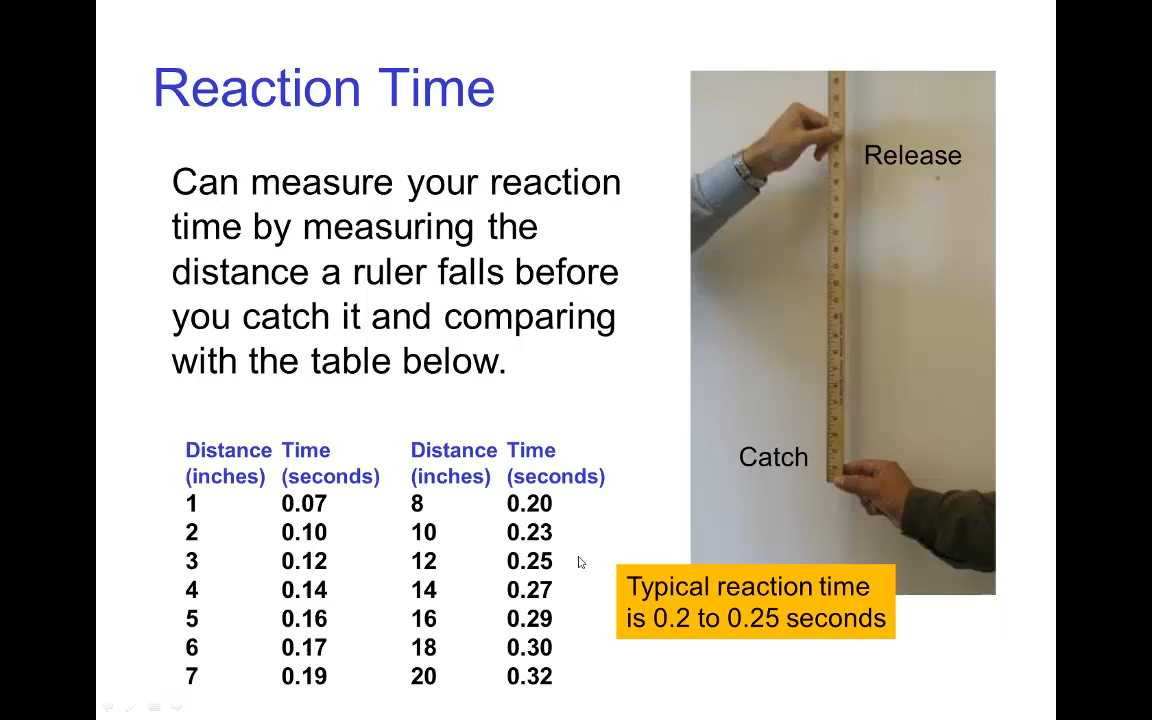 Reaction Time
Release
Can measure your reaction
time by measuring the
distance a ruler falls before
you catch it and comparing
with the table below.
Catch
Distance Time Distance Time
(inches) (seconds) (inches) (seconds)
1 0.07 8 0.20
2 0.10 10 0.23
3 0.12 12 0.25
4 0.14 14 0.27
5 0.16 16 0.29
6 0.17 18 0.30
7 0.19 20 0.32
Typical reaction time
is 0.2 to 0.25 seconds